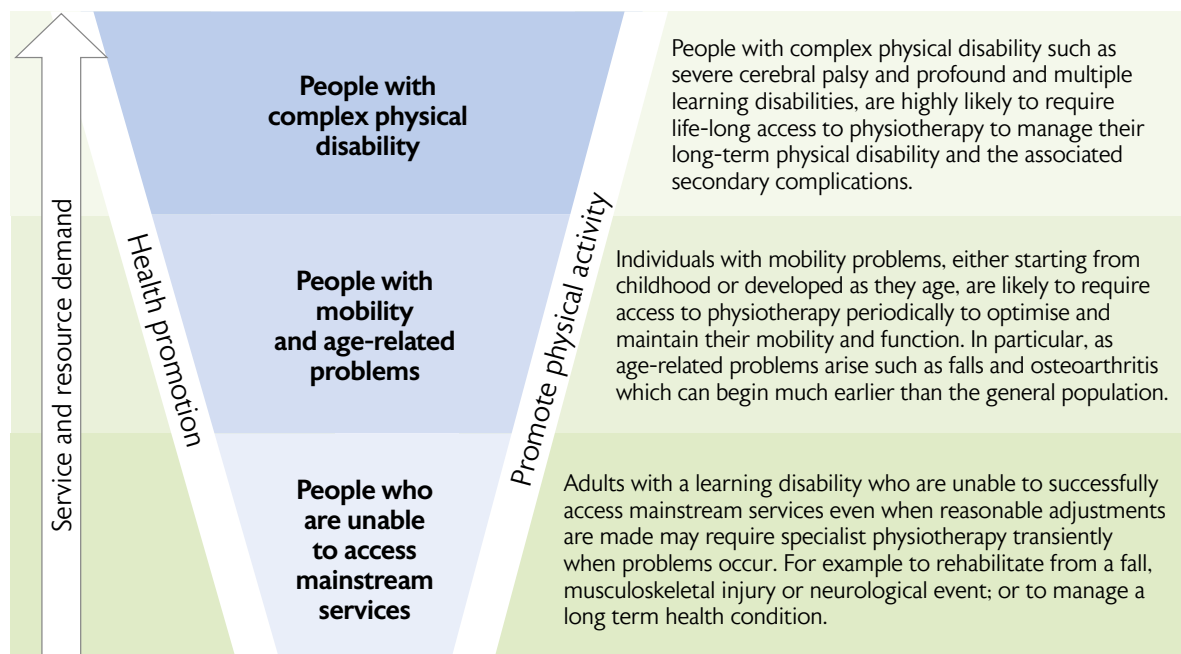 Service and resource demand
Health promotion
Promote physical activity
People with
complex physical
disability
People with complex physical disability such as
severe cerebral palsy and profound and multiple
learning disabilities, are highly likely to require
life-long access to physiotherapy to manage their
long-term physical disability and the associated
secondary complications.
People with
mobility
and age-related
problems
Individuals with mobility problems, either starting from
childhood or developed as they age, are likely to require
access to physiotherapy periodically to optimise and
maintain their mobility and function. In particular, as
age-related problems arise such as falls and osteoarthritis
which can begin much earlier than the general population.
People who
are unable
to access
mainstream
services
Adults with a learning disability who are unable to successfully
access mainstream services even when reasonable adjustments
are made may require specialist physiotherapy transiently
when problems occur. For example to rehabilitate from a fall,
musculoskeletal injury or neurological event; or to manage a
long term health condition.